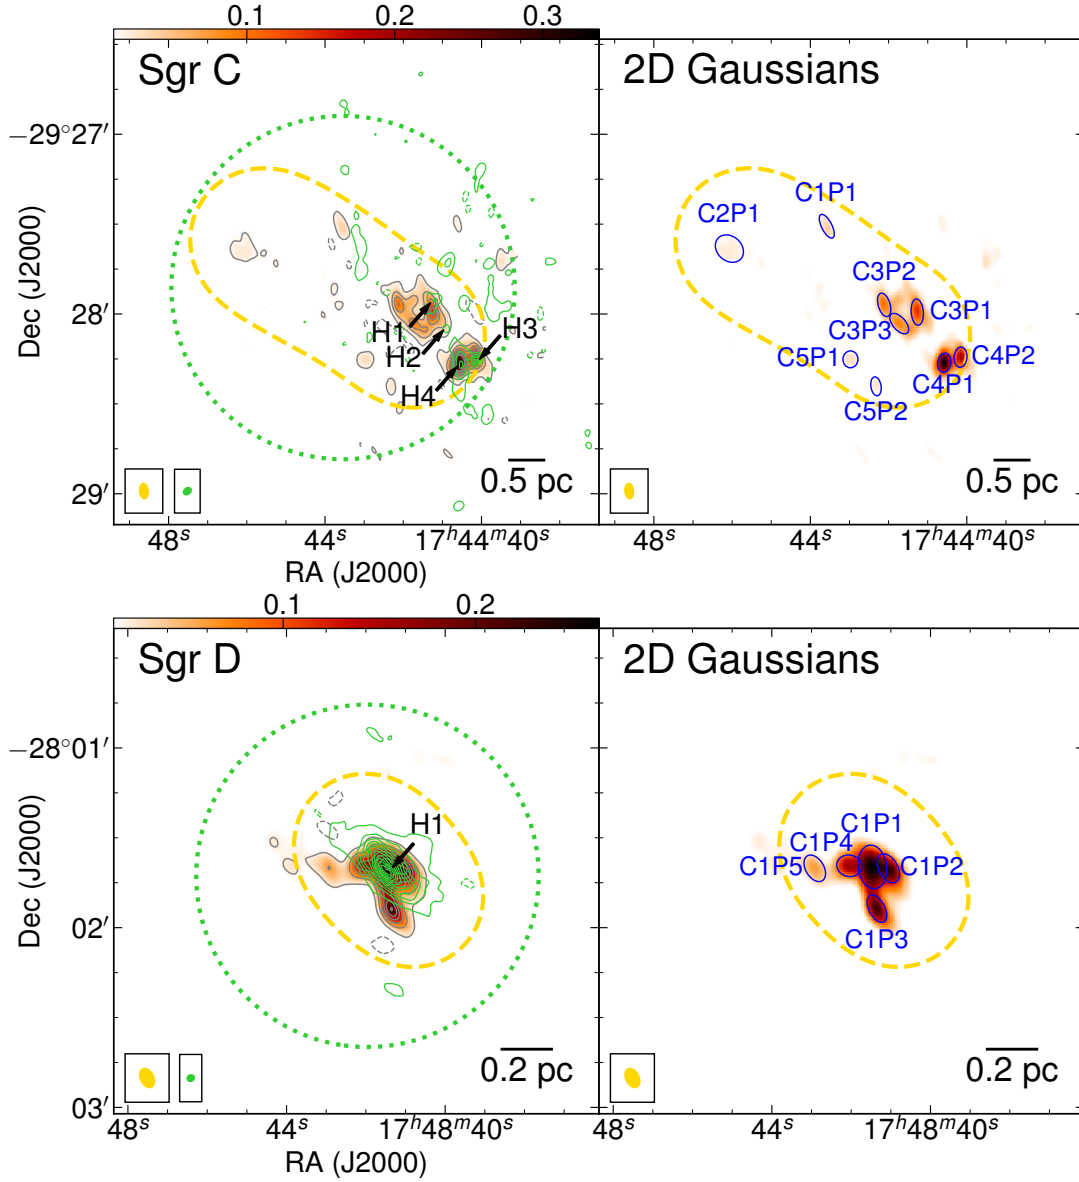 0.1 0.2 0.3
Sgr C
2D Gaussians
−29°27′
28′
29′
Dec (J2000)
H1
H2
H3
H4
C1P1
C2P1
C3P2
C3P1
C3P3
C5P1
C4P2
C4P1
C5P2
0.5 pc
0.5 pc
48ˢ 44ˢ 17ʰ44ᵐ40ˢ
48ˢ 44ˢ 17ʰ44ᵐ40ˢ
RA (J2000)
0.1 0.2
Sgr D
2D Gaussians
−28°01′
02′
03′
Dec (J2000)
H1
C1P1
C1P4
C1P5
C1P2
C1P3
0.2 pc
0.2 pc
48ˢ 44ˢ 17ʰ48ᵐ40ˢ
48ˢ 44ˢ 17ʰ48ᵐ40ˢ
RA (J2000)